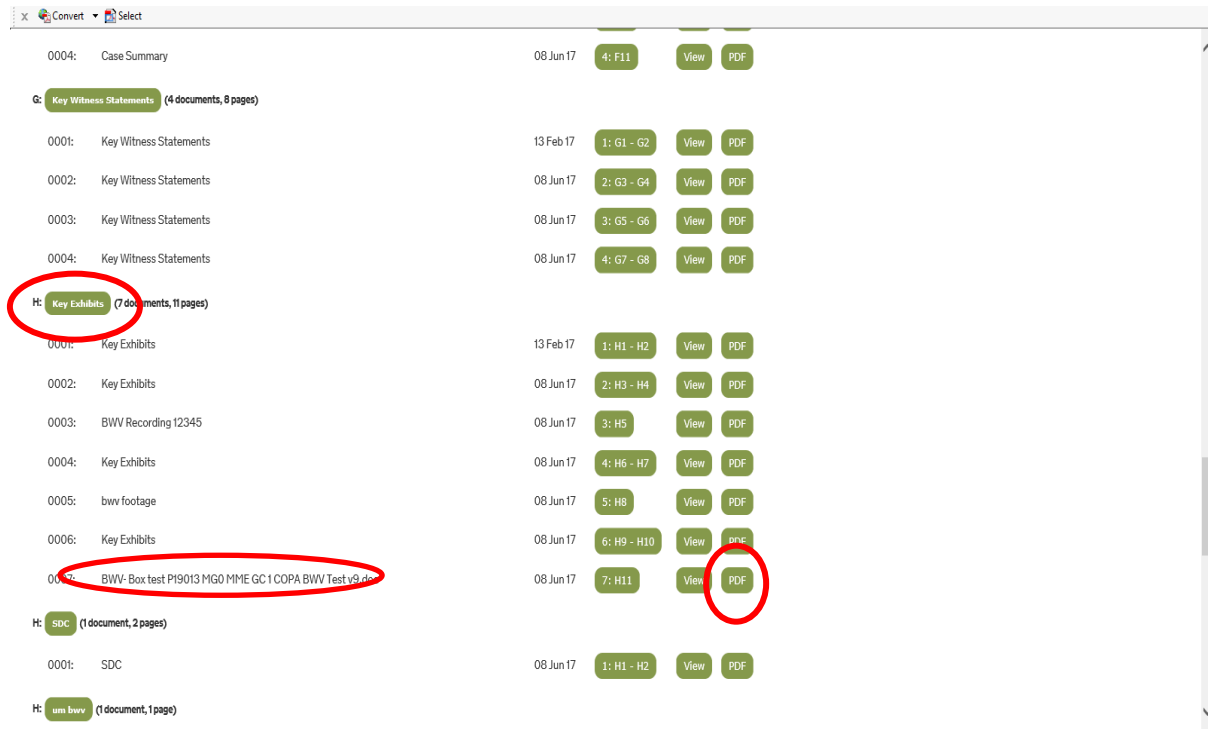 x Convert Select
0004: Case Summary 08 Jun 17 4: F11 View PDF
G: Key Witness Statements (4 documents, 8 pages)
0001: Key Witness Statements 13 Feb 17 1: G1 - G2 View PDF
0002: Key Witness Statements 08 Jun 17 2: G3 - G4 View PDF
0003: Key Witness Statements 08 Jun 17 3: G5 - G6 View PDF
0004: Key Witness Statements 08 Jun 17 4: G7 - G8 View PDF
H: Key Exhibits (7 documents, 11 pages)
0001: Key Exhibits 13 Feb 17 1: H1 - H2 View PDF
0002: Key Exhibits 08 Jun 17 2: H3 - H4 View PDF
0003: BWV Recording 12345 08 Jun 17 3: H5 View PDF
0004: Key Exhibits 08 Jun 17 4: H6 - H7 View PDF
0005: bwv footage 08 Jun 17 5: H8 View PDF
0006: Key Exhibits 08 Jun 17 6: H9 - H10 View PDF
0007: BWV- Box test P19013 MG0 MME GC 1 COPA BWV Test v9.doc 08 Jun 17 7: H11 View PDF
H: SDC (1 document, 2 pages)
0001: SDC 08 Jun 17 1: H1 - H2 View PDF
H: um bwv (1 document, 1 page)